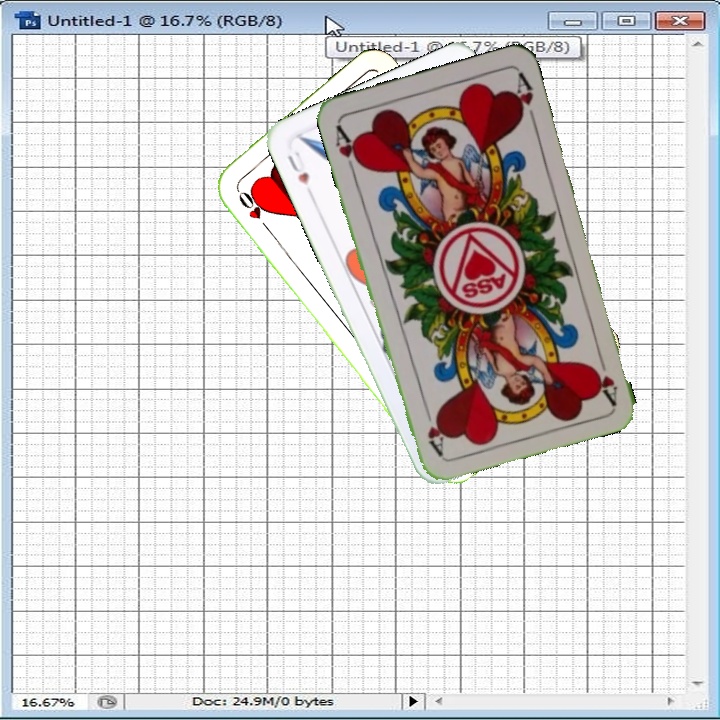 Untitled-1 @ 16.7% (RGB/8)
Untitled-1 @ 16.7% (RGB/8)
A
A
U
0
ASS
A
A
16.67%
Doc: 24.9M/0 bytes